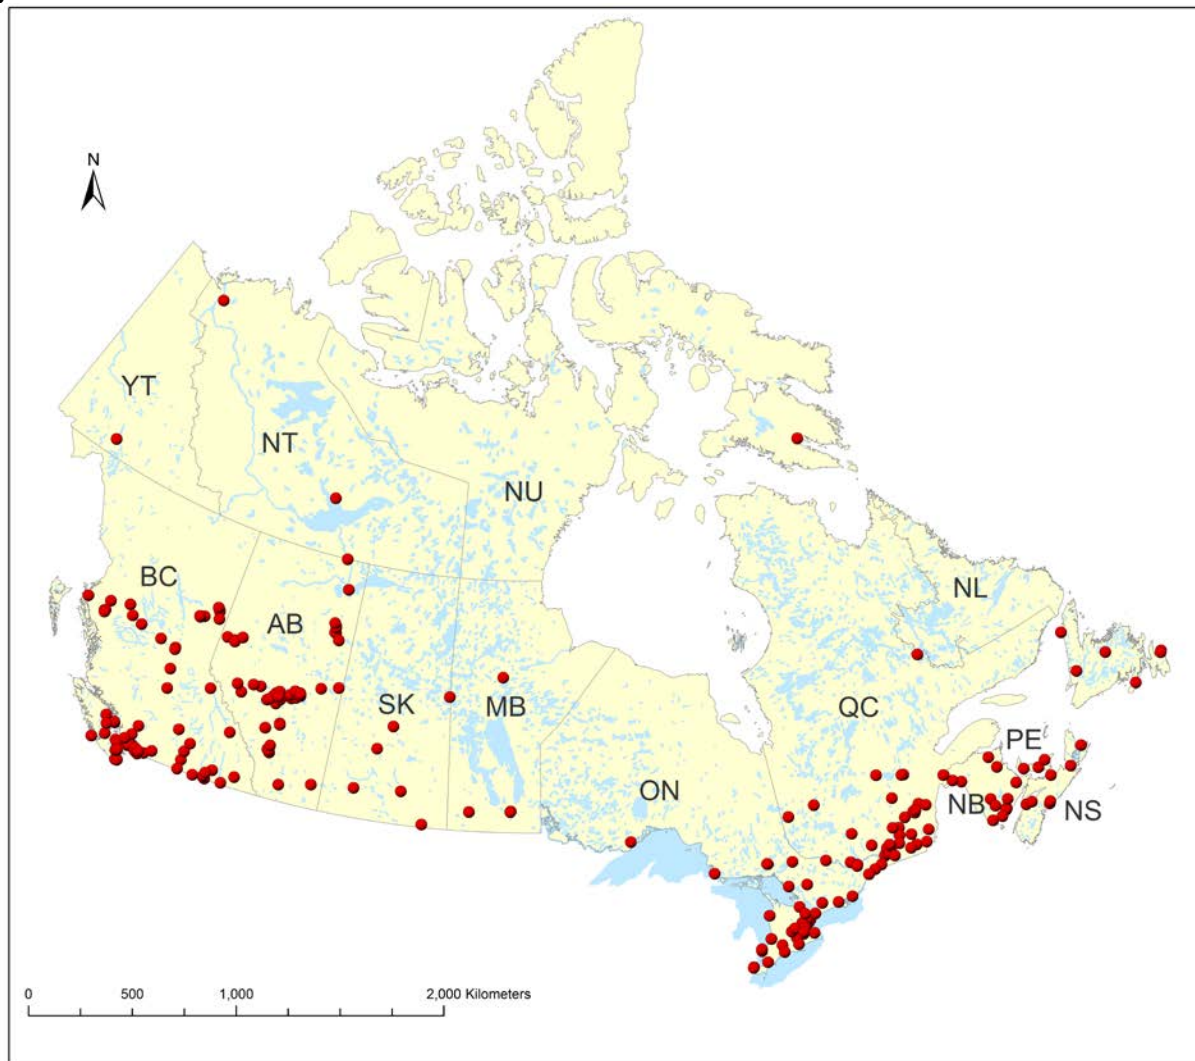 N
YT
NT
NU
BC
AB
NL
SK
MB
QC
PE
ON
NB
NS
0
500
1,000
2,000 Kilometers